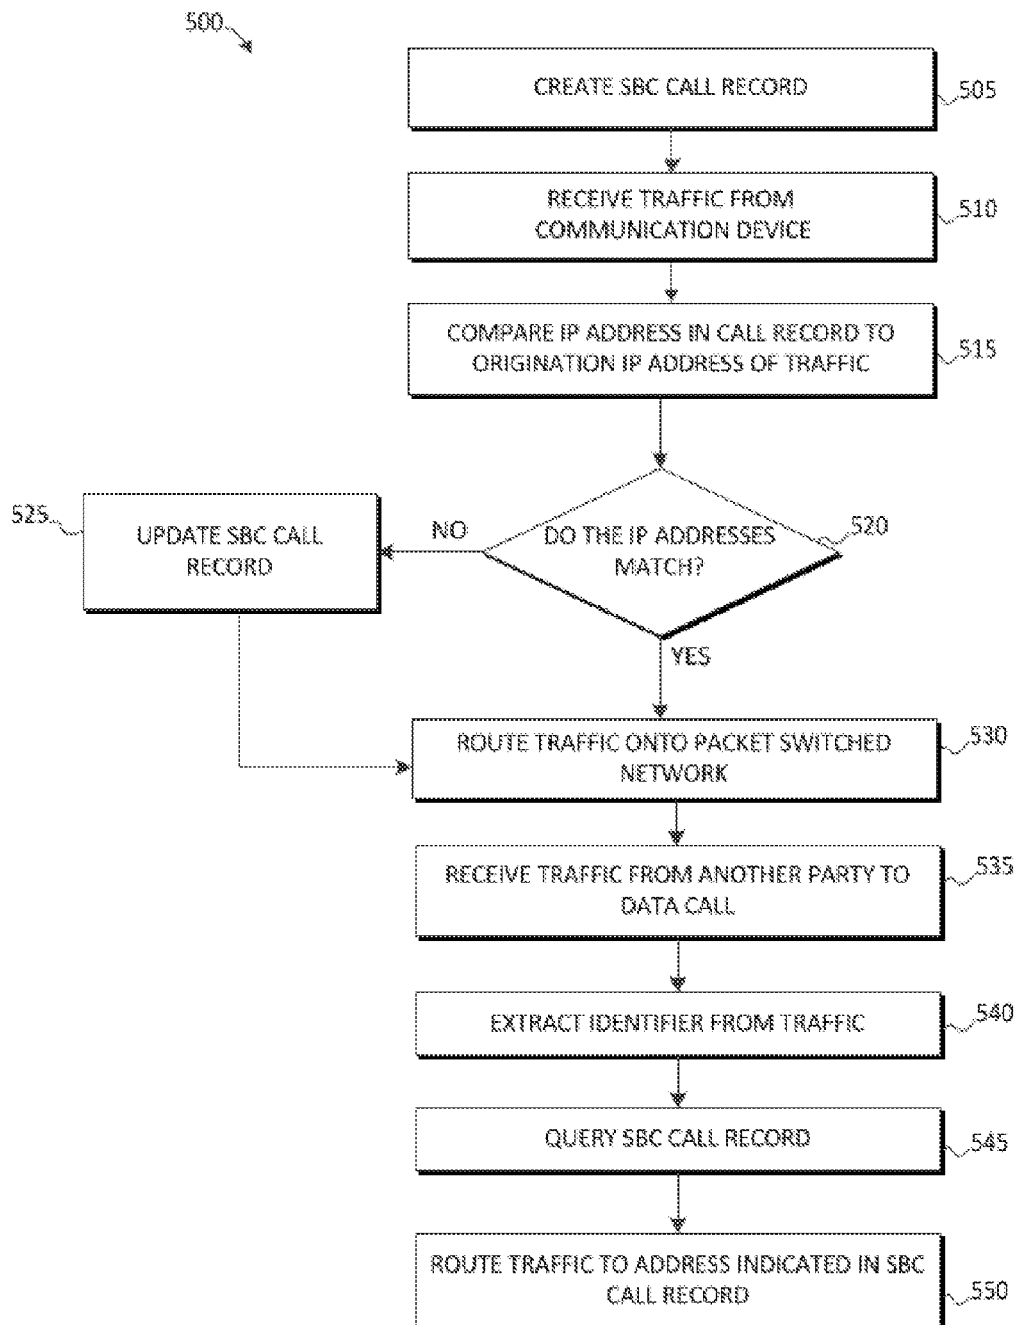 500
CREATE SBC CALL RECORD
505
RECEIVE TRAFFIC FROM
COMMUNICATION DEVICE
510
COMPARE IP ADDRESS IN CALL RECORD TO
ORIGINATION IP ADDRESS OF TRAFFIC
515
DO THE IP ADDRESSES
MATCH?
520
NO
525
UPDATE SBC CALL
RECORD
YES
ROUTE TRAFFIC ONTO PACKET SWITCHED
NETWORK
530
RECEIVE TRAFFIC FROM ANOTHER PARTY TO
DATA CALL
535
EXTRACT IDENTIFIER FROM TRAFFIC
540
QUERY SBC CALL RECORD
545
ROUTE TRAFFIC TO ADDRESS INDICATED IN SBC
CALL RECORD
550